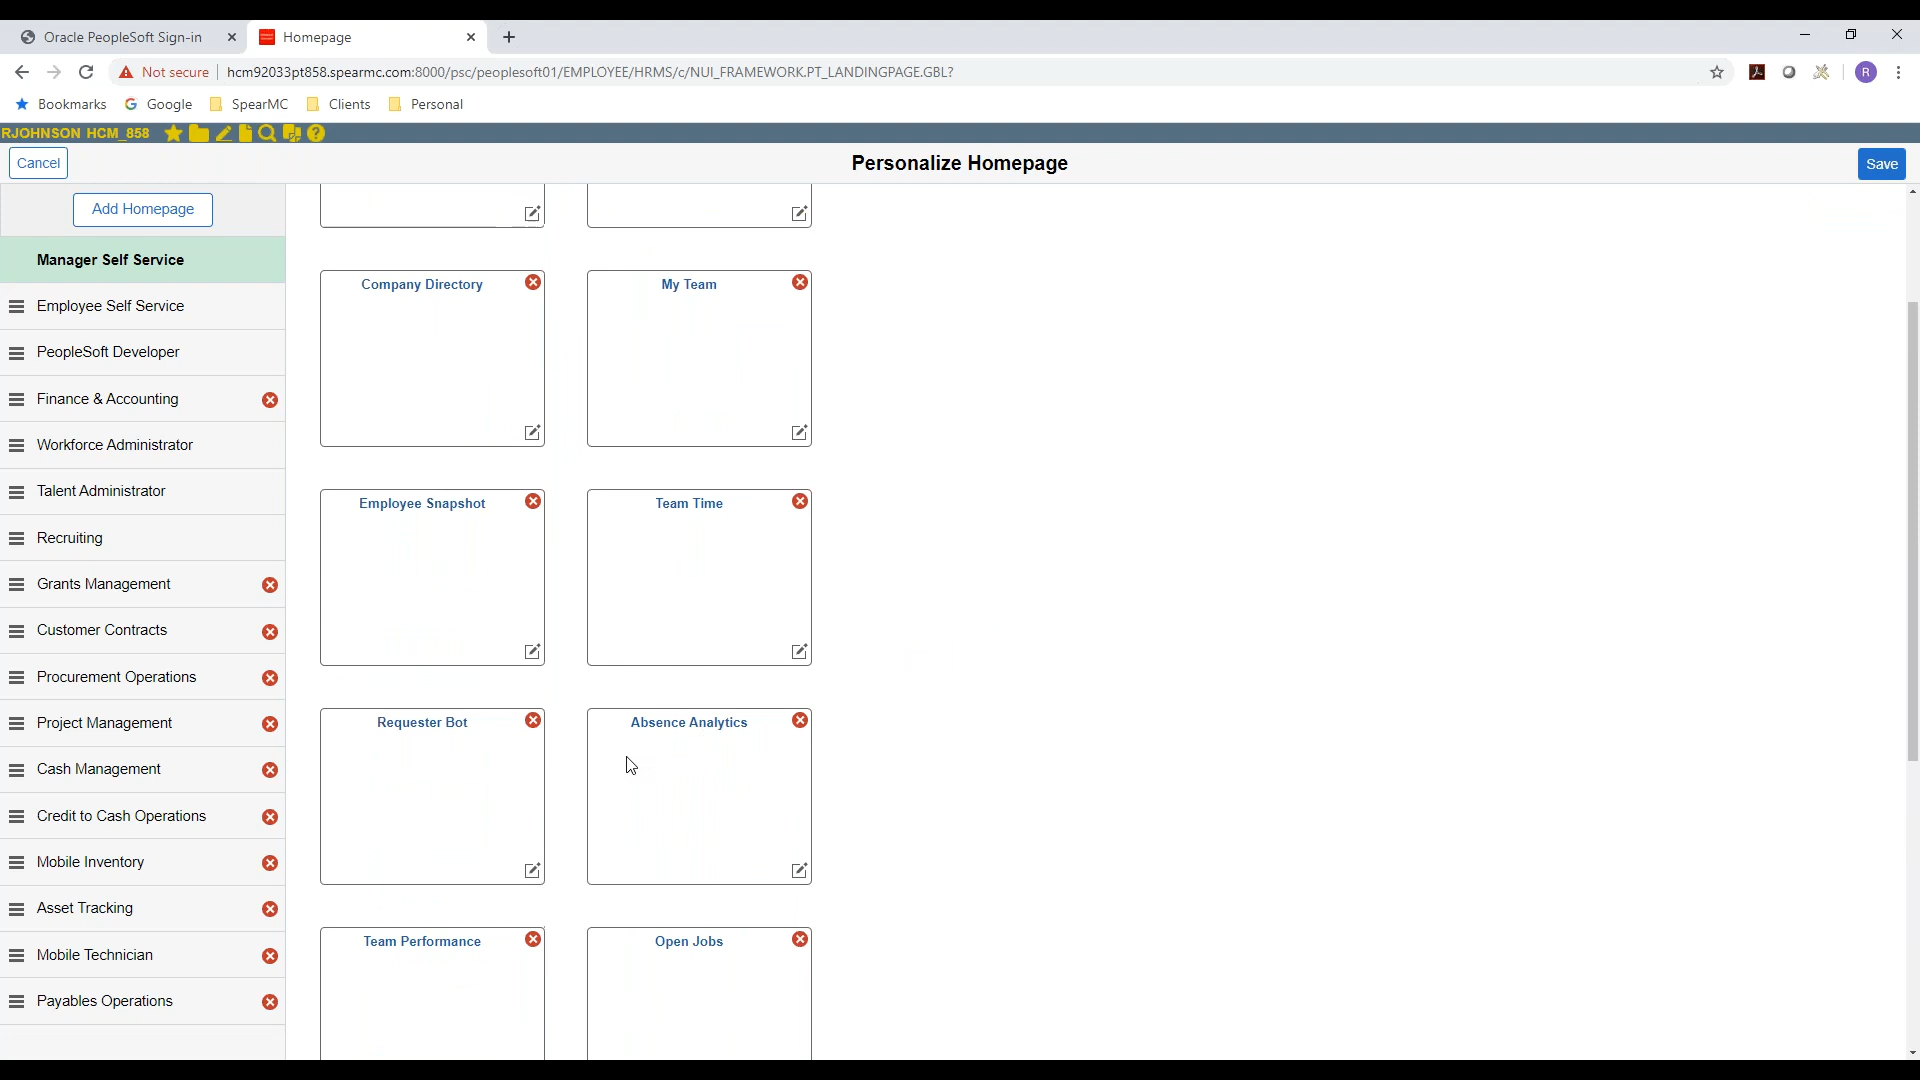 Oracle PeopleSoft Sign-in
Homepage
Not secure
hcm92033pt858.spearmc.com:8000/psc/peoplesoft01/EMPLOYEE/HRMS/c/NUI_FRAMEWORK.PT_LANDINGPAGE.GBL?
R
Bookmarks
Google
SpearMC
Clients
Personal
RJOHNSON HCM_858
Cancel
Personalize Homepage
Save
Add Homepage
Manager Self Service
Employee Self Service
PeopleSoft Developer
Finance & Accounting
Workforce Administrator
Talent Administrator
Recruiting
Grants Management
Customer Contracts
Procurement Operations
Project Management
Cash Management
Credit to Cash Operations
Mobile Inventory
Asset Tracking
Mobile Technician
Payables Operations
Company Directory
My Team
Employee Snapshot
Team Time
Requester Bot
Absence Analytics
Team Performance
Open Jobs